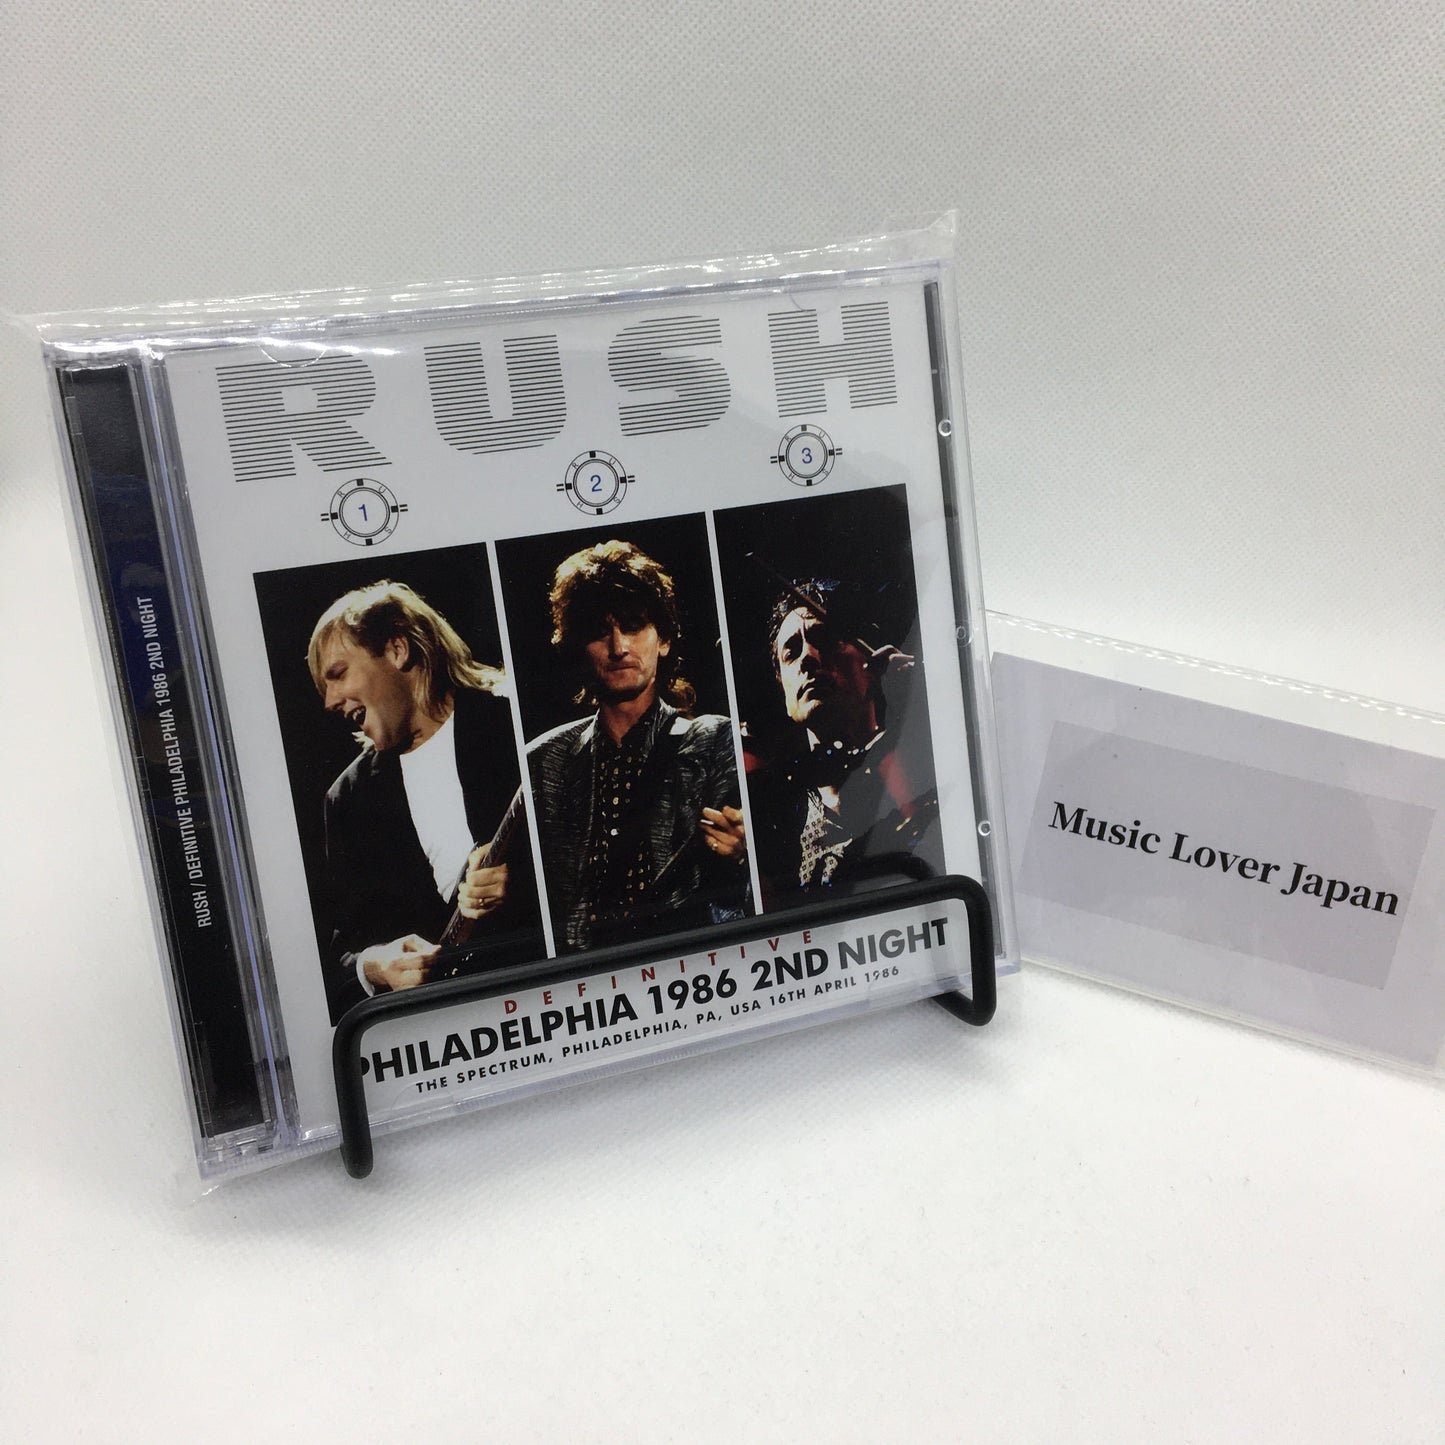 RUSH
1
2
3
R U S H
R U S H
R U S H
DEFINITIVE
PHILADELPHIA 1986 2ND NIGHT
THE SPECTRUM, PHILADELPHIA, PA, USA 16TH APRIL 1986
RUSH / DEFINITIVE PHILADELPHIA 1986 2ND NIGHT
Music Lover Japan